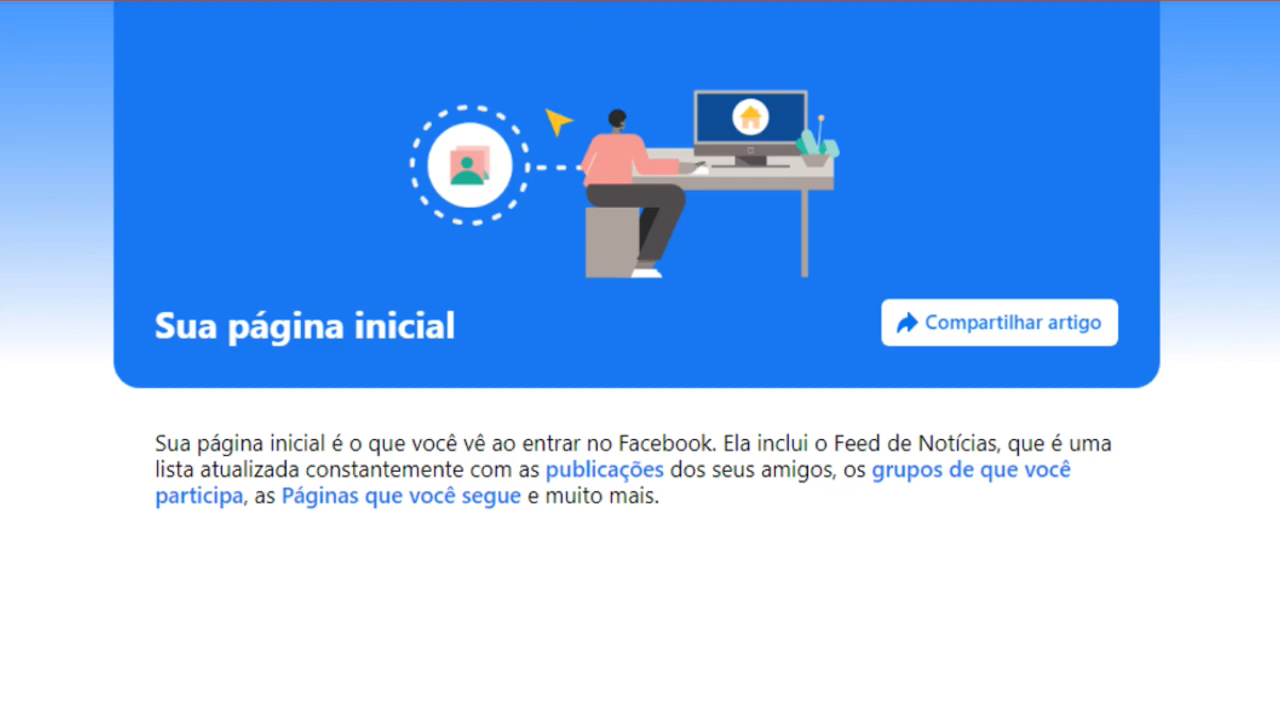 Sua página inicial
Compartilhar artigo
Sua página inicial é o que você vê ao entrar no Facebook. Ela inclui o Feed de Notícias, que é uma
lista atualizada constantemente com as publicações dos seus amigos, os grupos de que você
participa, as Páginas que você segue e muito mais.